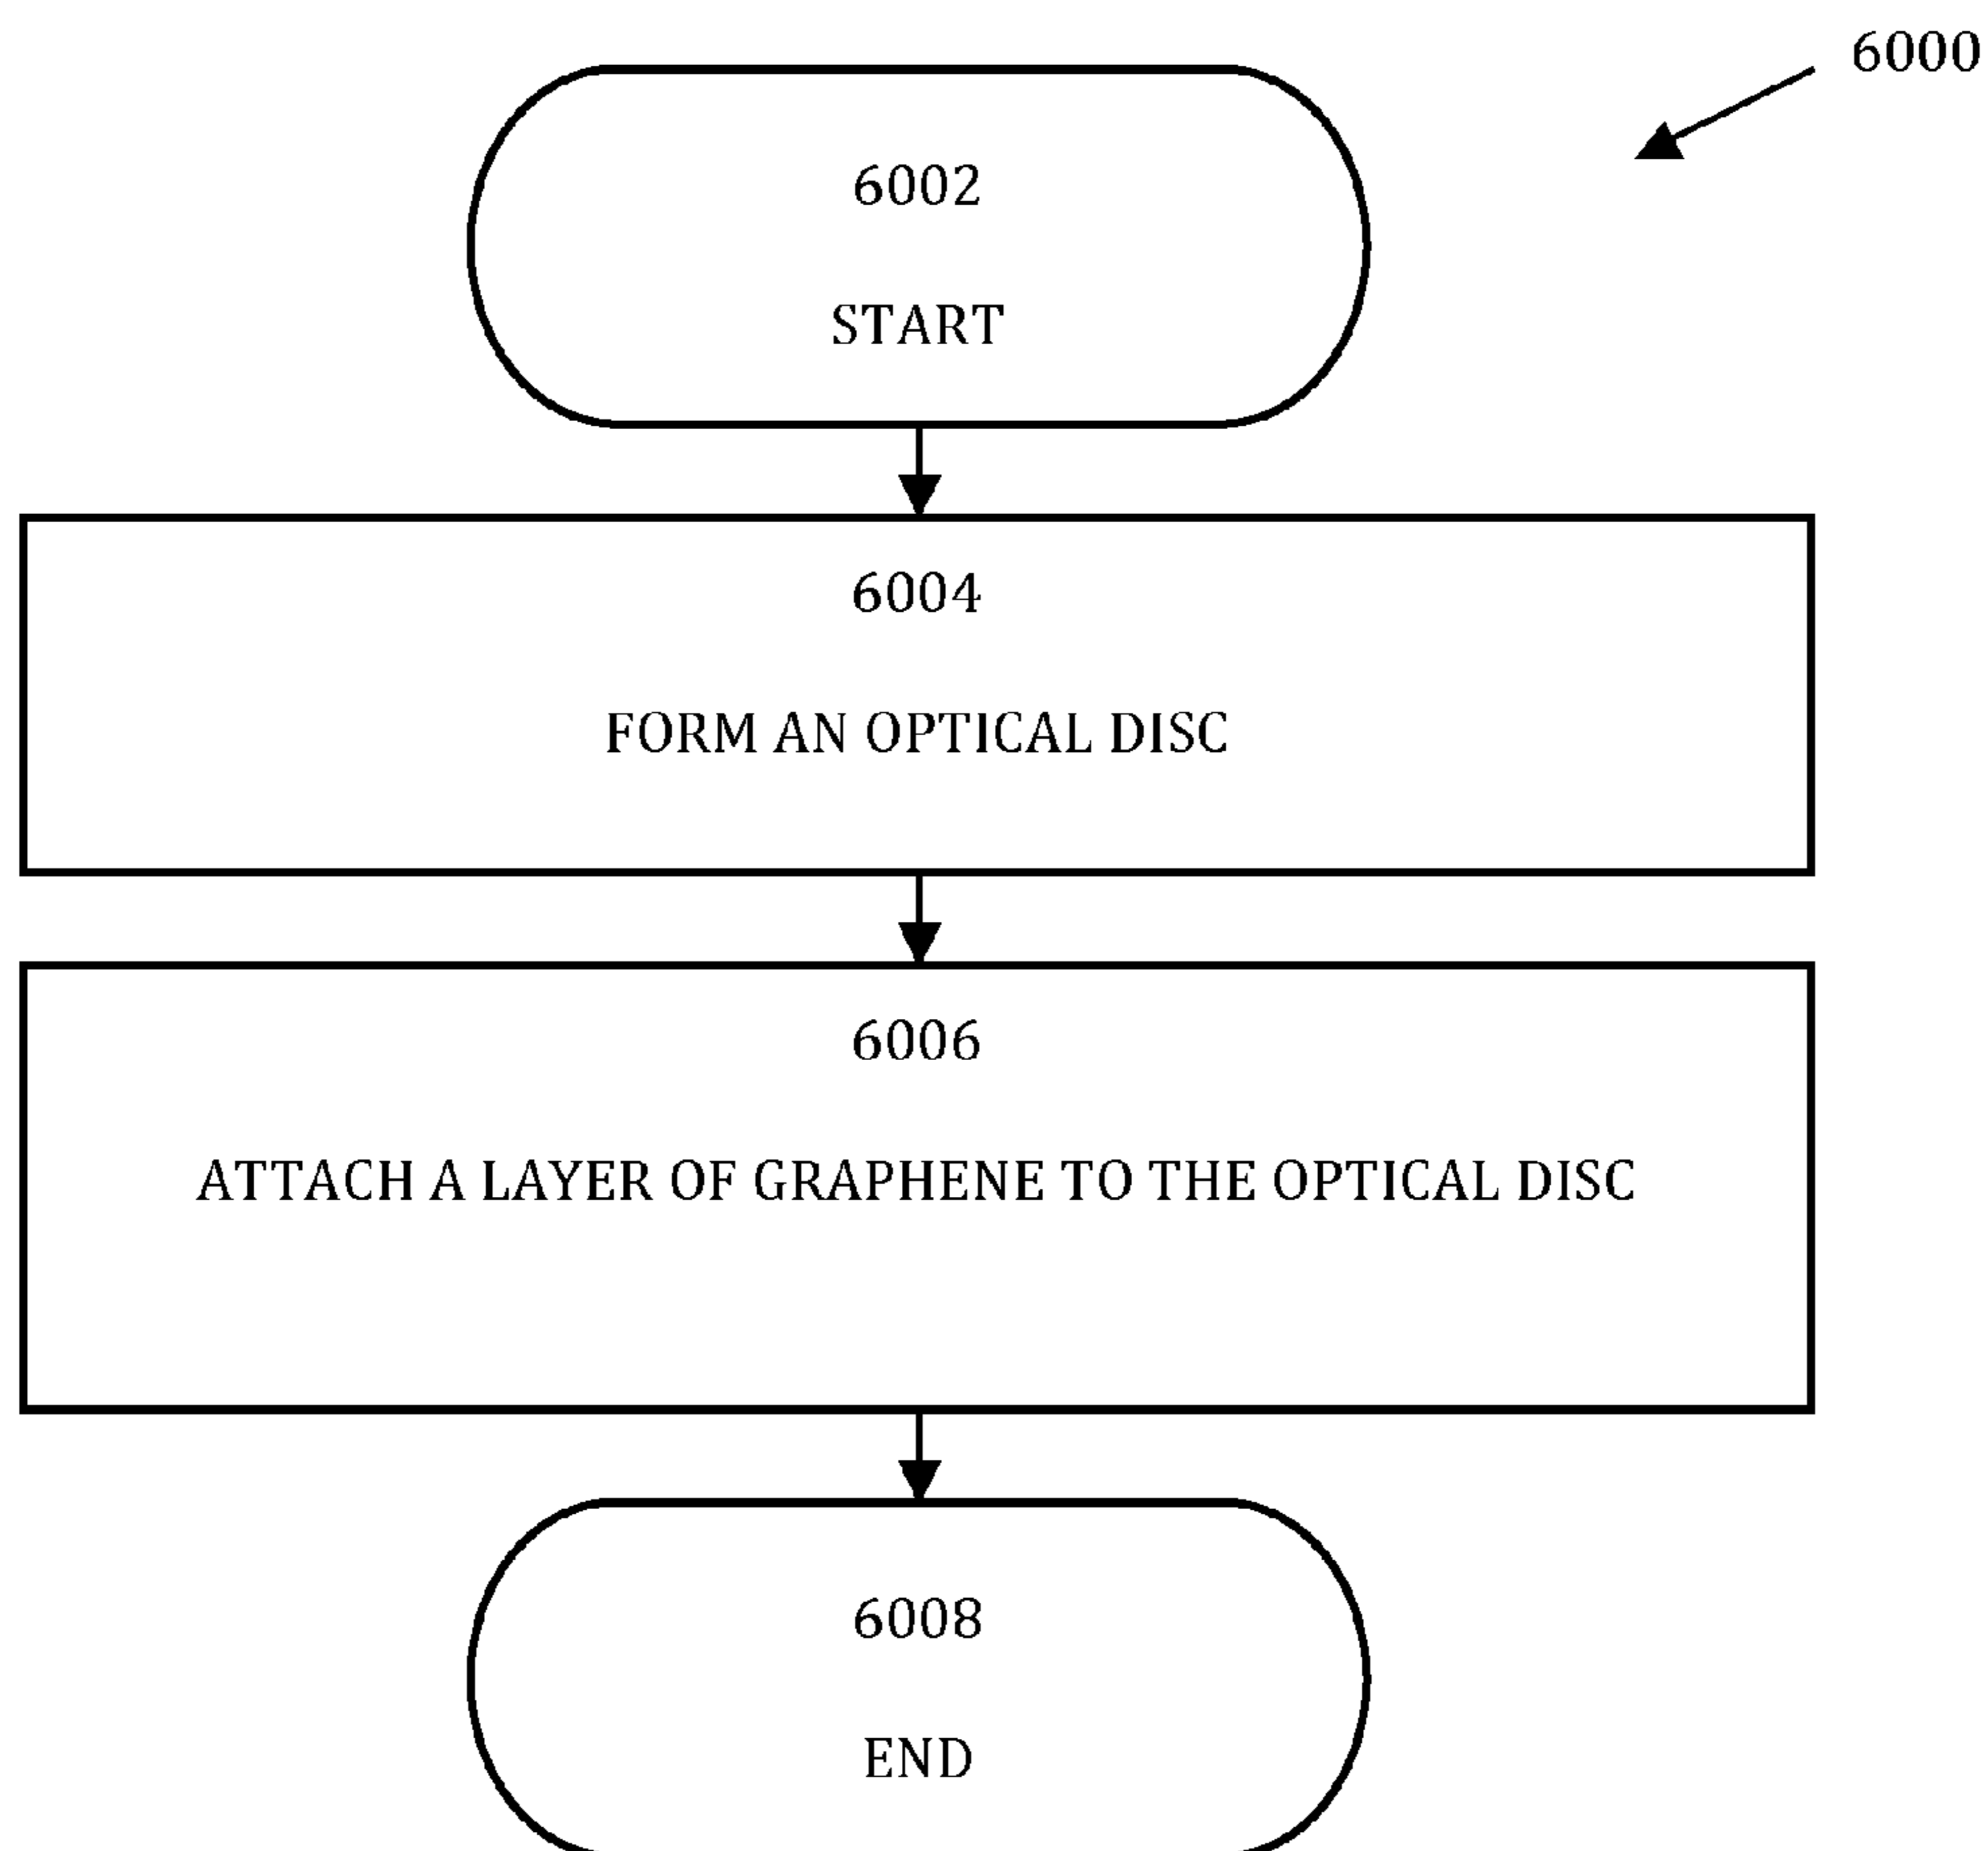 6000
6002
START
6004
FORM AN OPTICAL DISC
6006
ATTACH A LAYER OF GRAPHENE TO THE OPTICAL DISC
6008
END